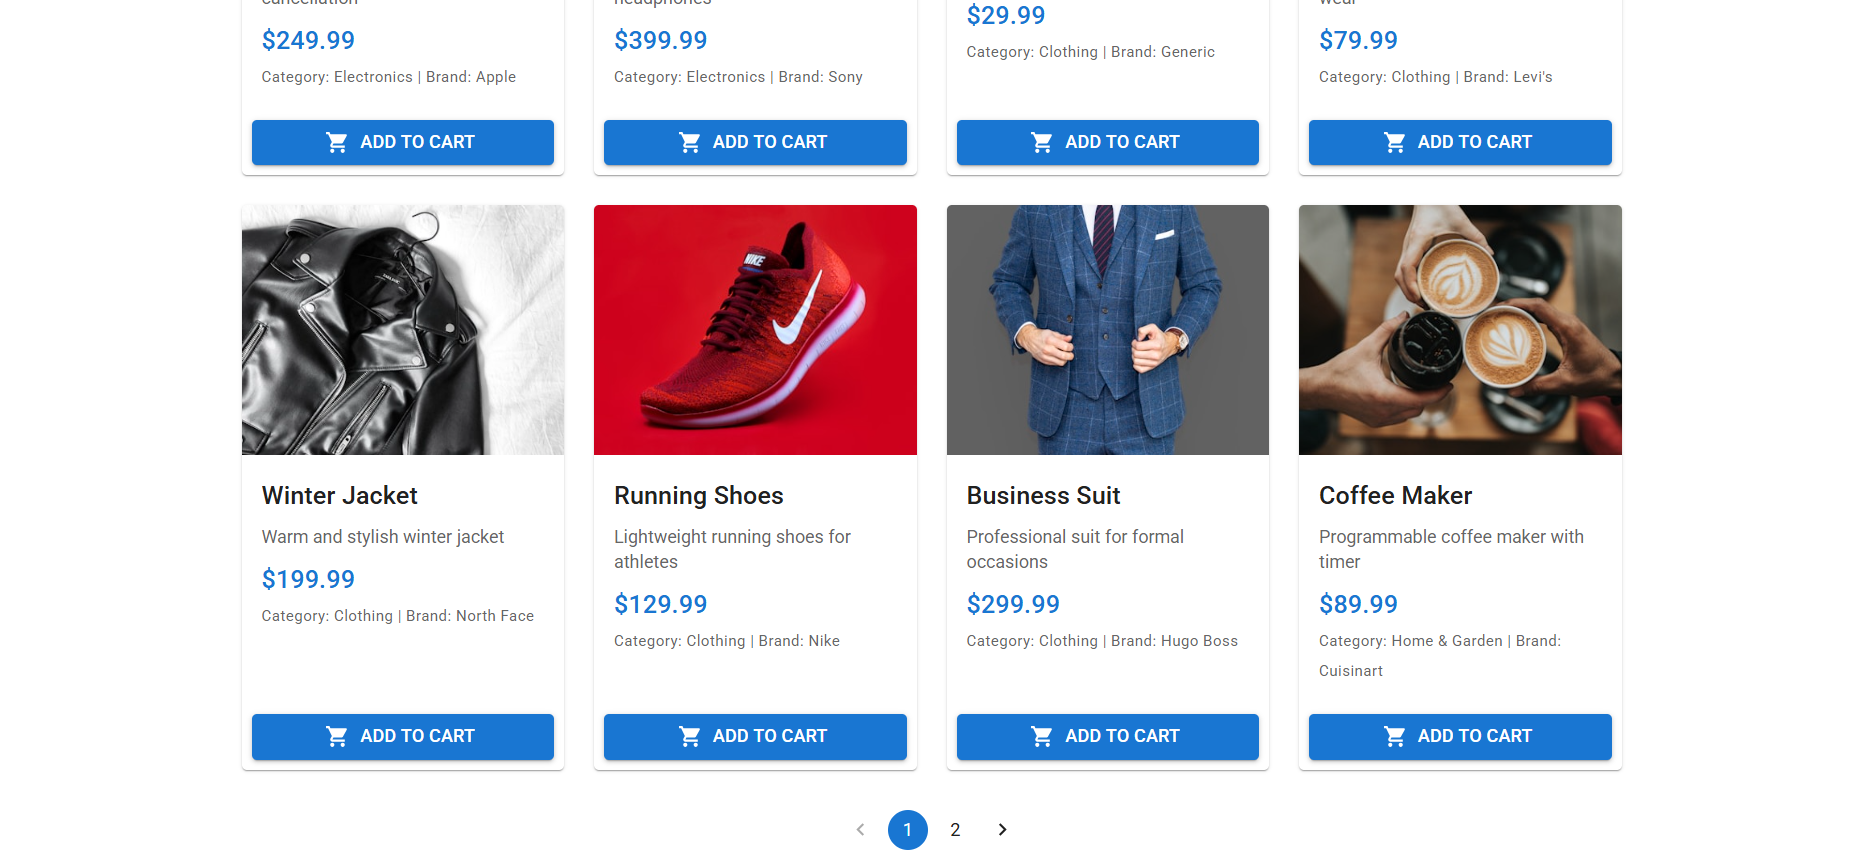 cancellation
headphones
$29.99
wear
$249.99
$399.99
Category: Clothing | Brand: Generic
$79.99
Category: Electronics | Brand: Apple
Category: Electronics | Brand: Sony
Category: Clothing | Brand: Levi's
ADD TO CART
ADD TO CART
ADD TO CART
ADD TO CART
NIKE
Winter Jacket
Warm and stylish winter jacket
$199.99
Category: Clothing | Brand: North Face
ADD TO CART
Running Shoes
Lightweight running shoes for
athletes
$129.99
Category: Clothing | Brand: Nike
ADD TO CART
Business Suit
Professional suit for formal
occasions
$299.99
Category: Clothing | Brand: Hugo Boss
ADD TO CART
Coffee Maker
Programmable coffee maker with
timer
$89.99
Category: Home & Garden | Brand:
Cuisinart
ADD TO CART
1 2